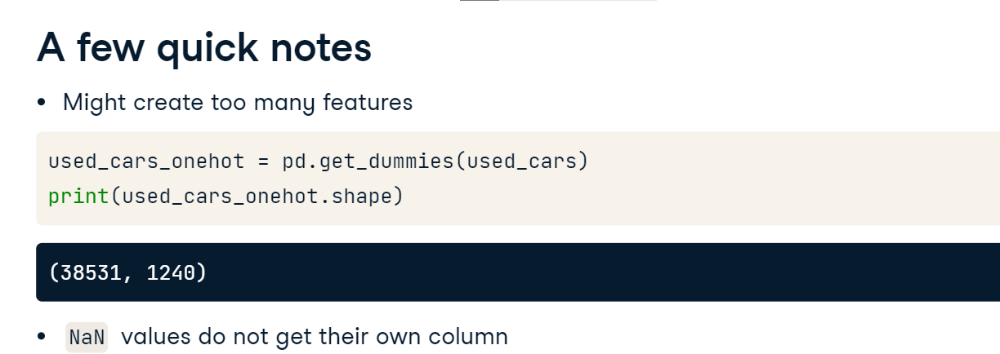 A few quick notes
• Might create too many features
used_cars_onehot = pd.get_dummies(used_cars)
print(used_cars_onehot.shape)
(38531, 1240)
• NaN values do not get their own column